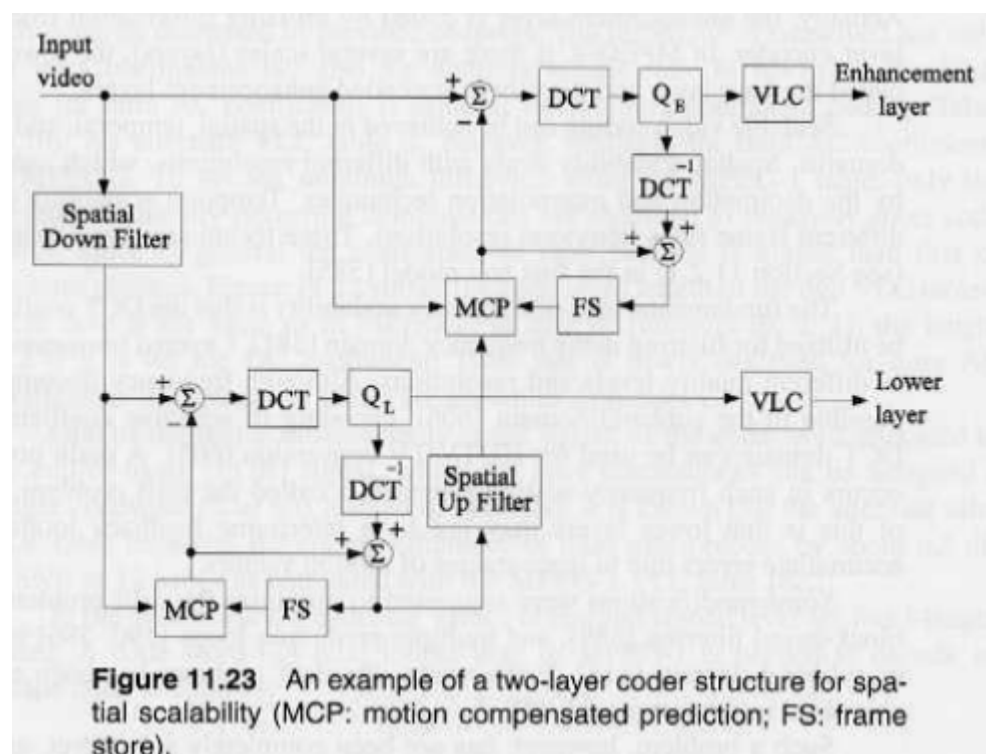 Input
video
Σ
DCT
Q_E
VLC
Enhancement
layer
DCT⁻¹
Spatial
Down Filter
Σ
MCP
FS
Σ
DCT
Q_L
VLC
Lower
layer
DCT⁻¹
Spatial
Up Filter
Σ
MCP
FS
Figure 11.23 An example of a two-layer coder structure for spa-
tial scalability (MCP: motion compensated prediction; FS: frame
store).